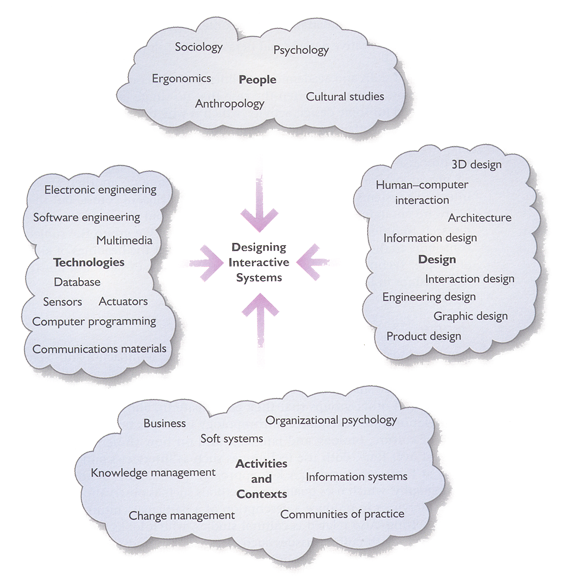 Sociology
Psychology
Ergonomics
People
Anthropology
Cultural studies
Electronic engineering
Software engineering
Multimedia
Technologies
Database
Sensors Actuators
Computer programming
Communications materials
Designing
Interactive
Systems
3D design
Human–computer
interaction
Architecture
Information design
Design
Interaction design
Engineering design
Graphic design
Product design
Business
Organizational psychology
Soft systems
Knowledge management
Activities
and
Contexts
Information systems
Change management
Communities of practice